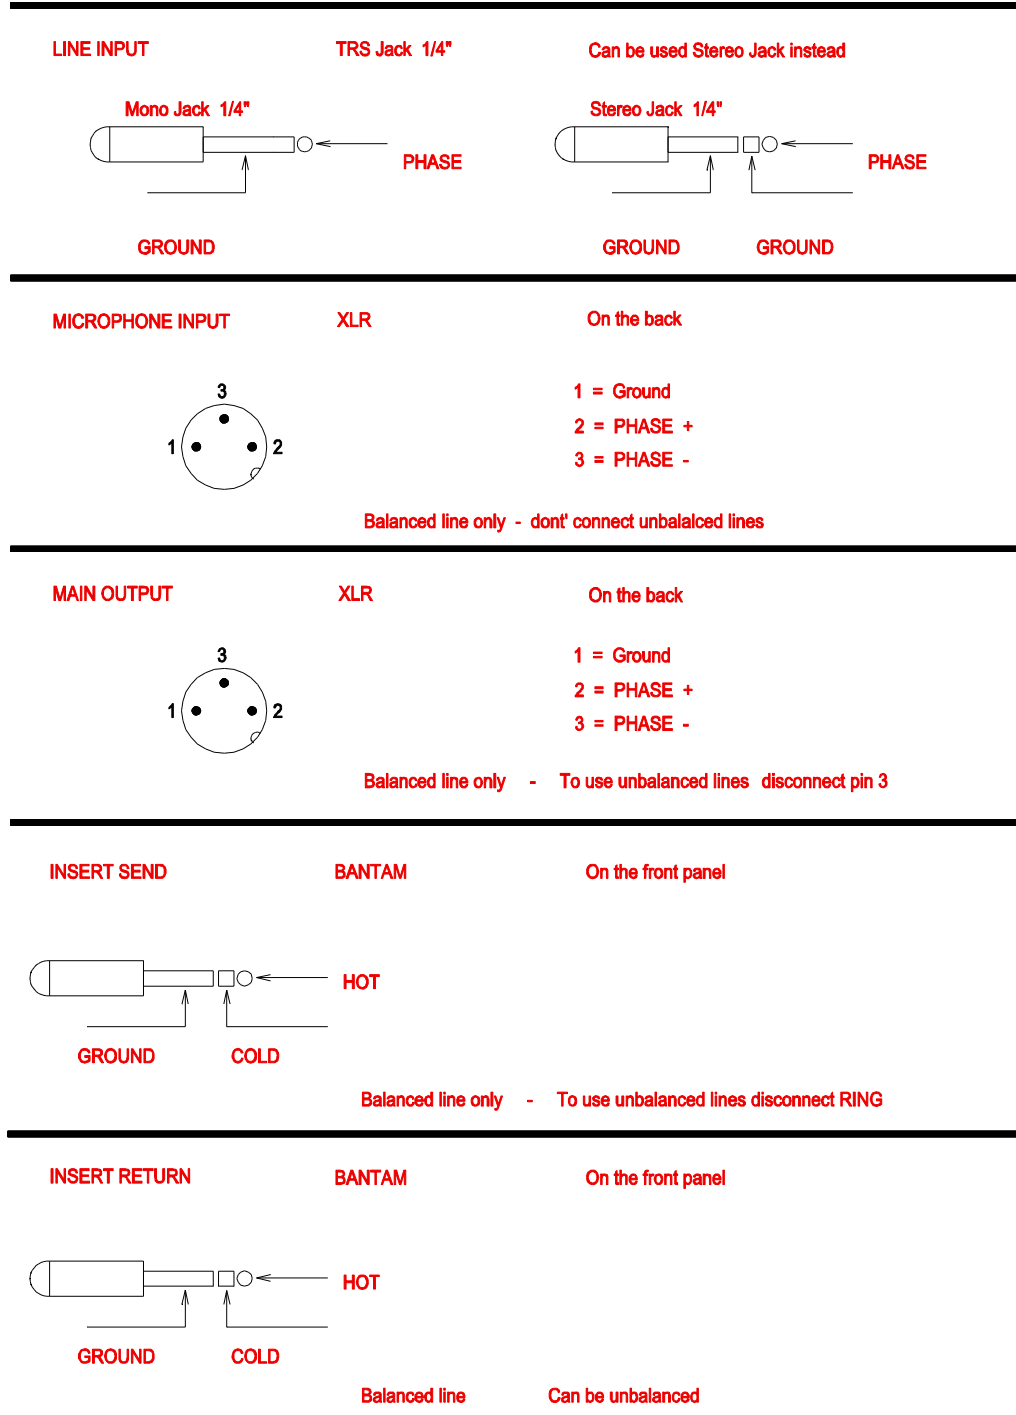 LINE INPUT TRS Jack 1/4" Can be used Stereo Jack instead
Mono Jack 1/4" Stereo Jack 1/4"
PHASE PHASE
GROUND GROUND GROUND
MICROPHONE INPUT XLR On the back
3
1 = Ground
2 = PHASE +
1 2
3 = PHASE -
Balanced line only - dont' connect unbalalced lines
MAIN OUTPUT XLR On the back
3
1 = Ground
2 = PHASE +
1 2
3 = PHASE -
Balanced line only - To use unbalanced lines disconnect pin 3
INSERT SEND BANTAM On the front panel
HOT
GROUND COLD
Balanced line only - To use unbalanced lines disconnect RING
INSERT RETURN BANTAM On the front panel
HOT
GROUND COLD
Balanced line Can be unbalanced